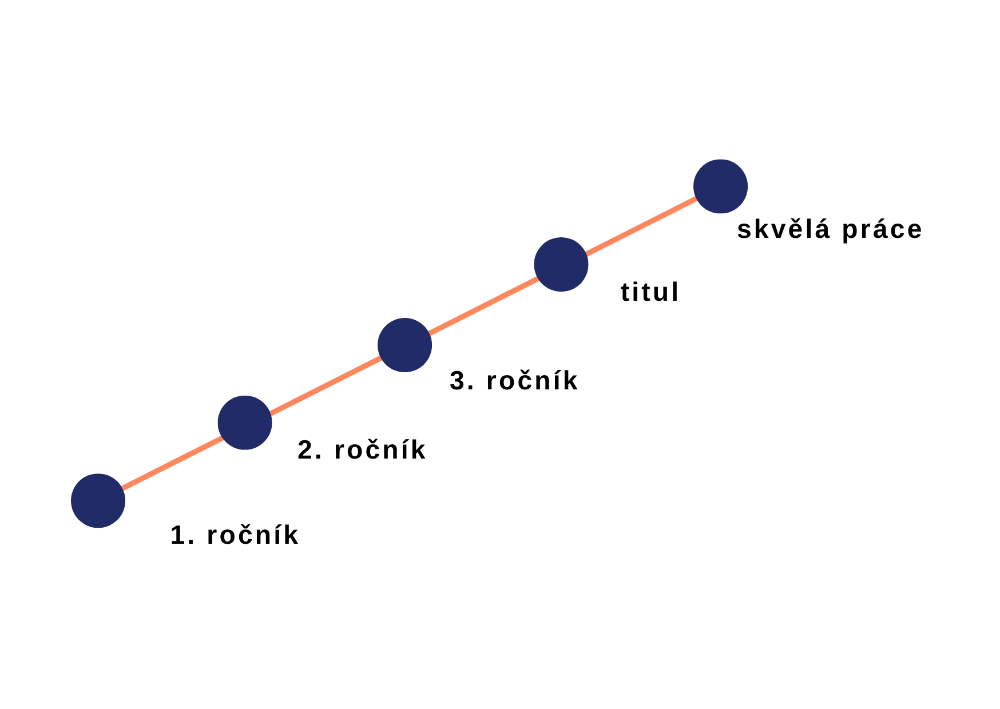 skvělá práce
titul
3. ročník
2. ročník
1. ročník